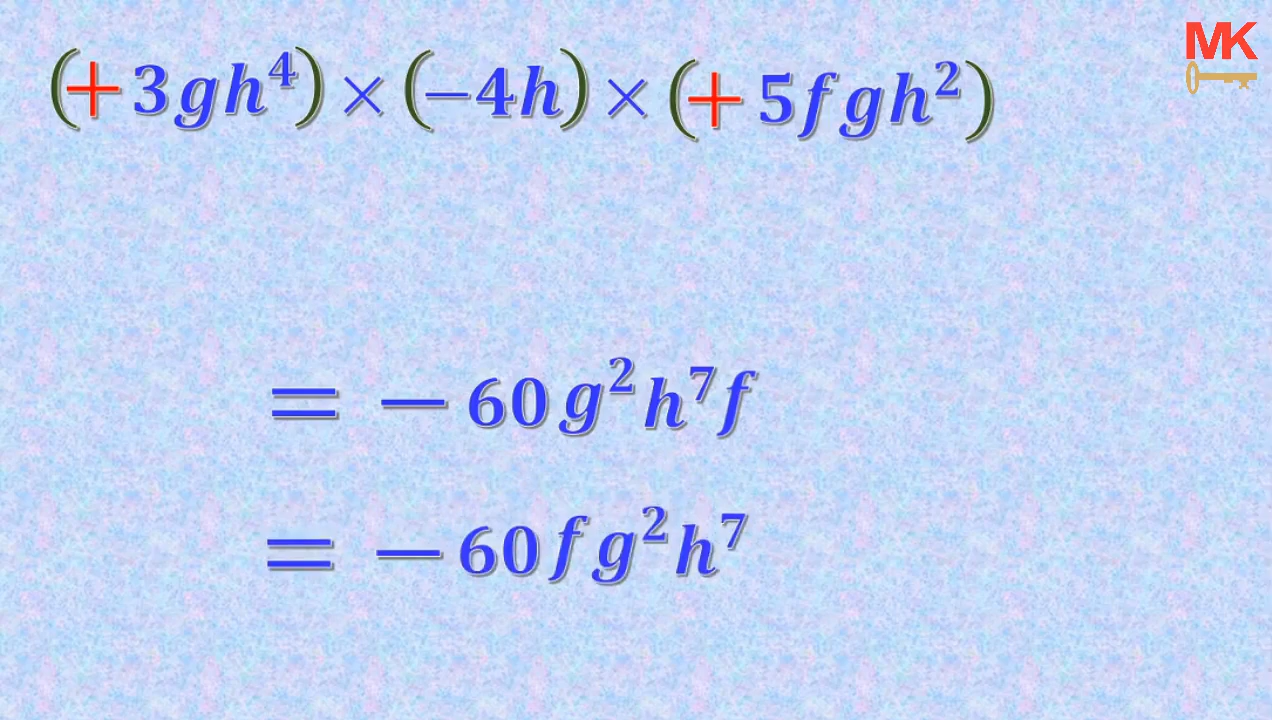 MK
(+3gh⁴) × (−4h) × (+5fgh²)
= −60g²h⁷f
= −60fg²h⁷